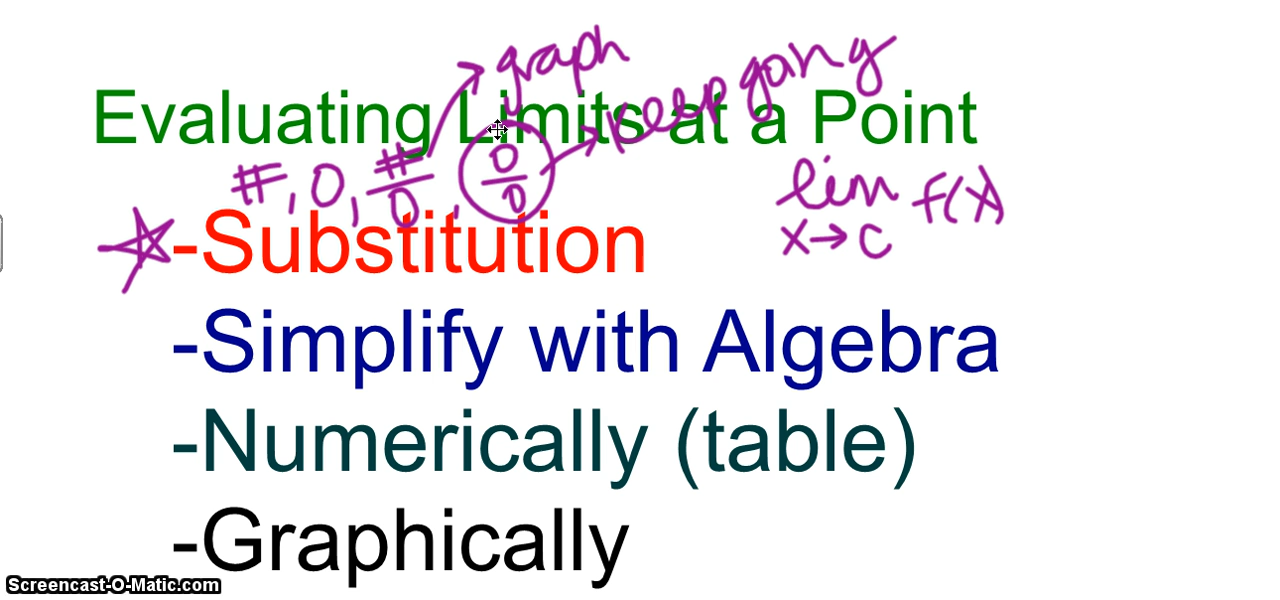 graph
keep going
Evaluating Limits at a Point
#, 0, #/0, 0/0
lim f(x)
x→c
-Substitution
-Simplify with Algebra
-Numerically (table)
-Graphically
Screencast-O-Matic.com